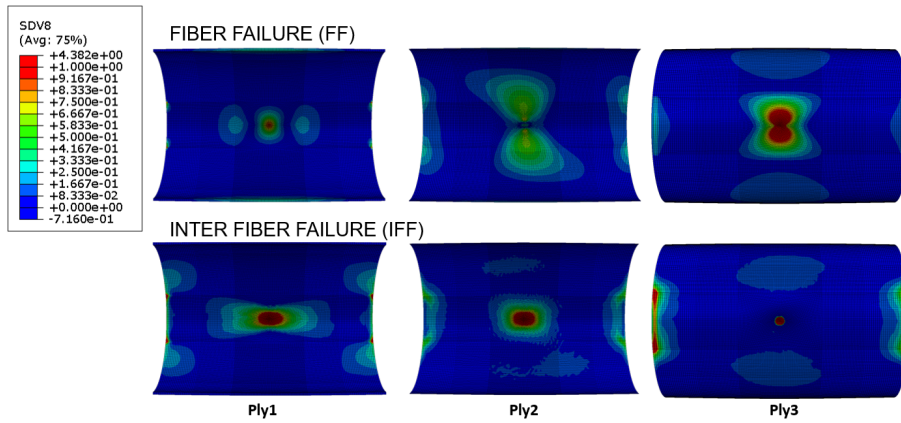 SDV8
(Avg: 75%)
+4.382e+00
+1.000e+00
+9.167e-01
+8.333e-01
+7.500e-01
+6.667e-01
+5.833e-01
+5.000e-01
+4.167e-01
+3.333e-01
+2.500e-01
+1.667e-01
+8.333e-02
+0.000e+00
-7.160e-01
FIBER FAILURE (FF)
INTER FIBER FAILURE (IFF)
Ply1 Ply2 Ply3